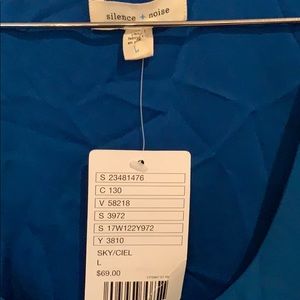 silence + noise
L
S 23481476
C 130
V 58218
S 3972
S 17W122Y972
Y 3810
SKY/CIEL
L
$69.00